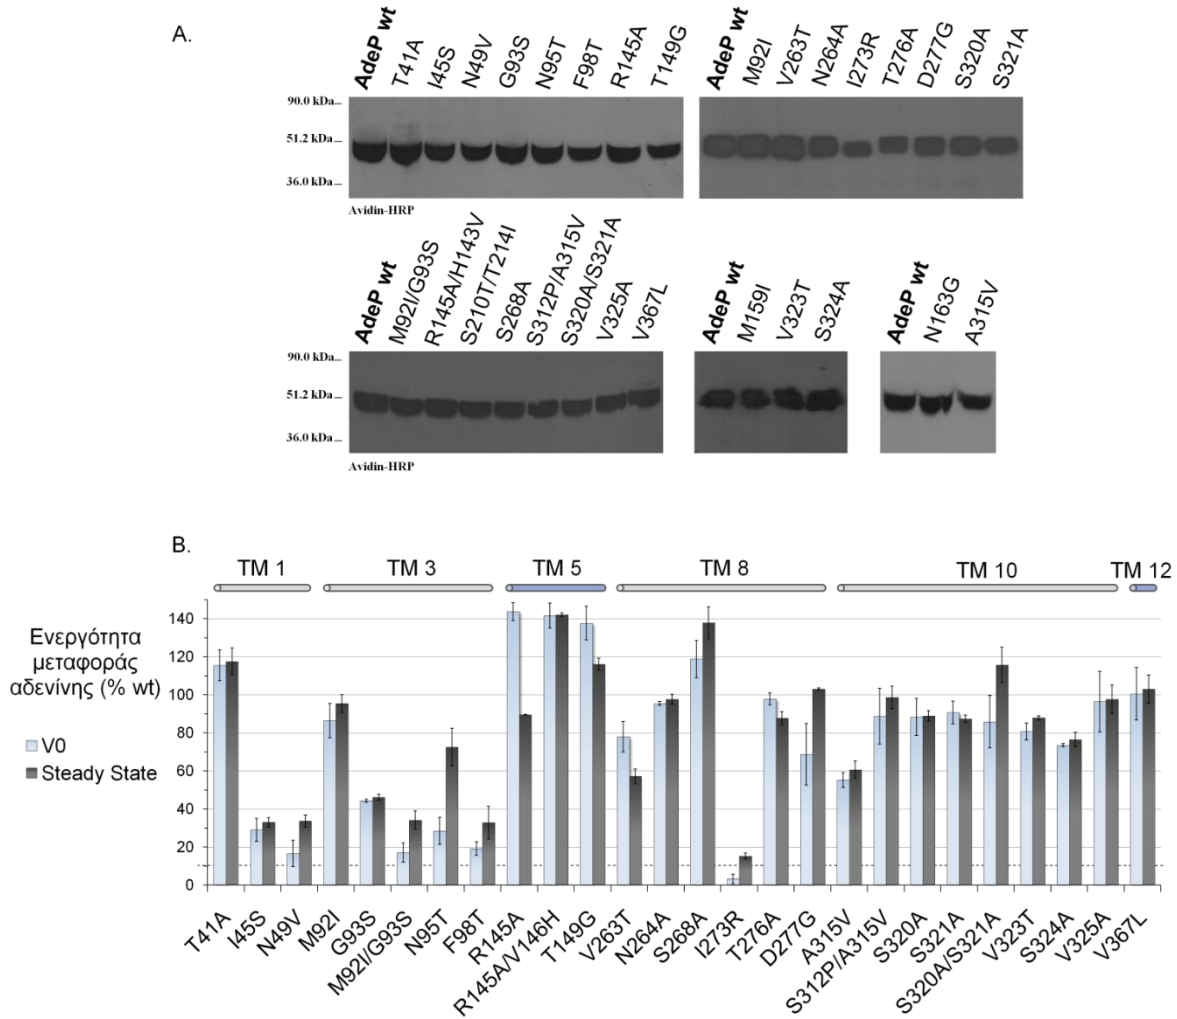 A.
AdeP wt T41A I45S N49V G93S N95T F98T R145A T149G
AdeP wt M92I V263T N264A I273R T276A D277G S320A S321A
90.0 kDa
51.2 kDa
36.0 kDa
Avidin-HRP
AdeP wt M92I/G93S R145A/H143V S210T/T214I S268A S312P/A315V S320A/S321A V325A V367L
AdeP wt M159I V323T S324A
AdeP wt N163G A315V
90.0 kDa
51.2 kDa
36.0 kDa
Avidin-HRP
B.
TM 1 TM 3 TM 5 TM 8 TM 10 TM 12
Ενεργότητα
μεταφοράς
αδενίνης (% wt)
V0
Steady State
140
120
100
80
60
40
20
0
T41A I45S N49V M92I G93S M92I/G93S N95T F98T R145A R145A/V146H T149G V263T N264A S268A I273R T276A D277G A315V S312P/A315V S320A S321A S320A/S321A V323T S324A V325A V367L